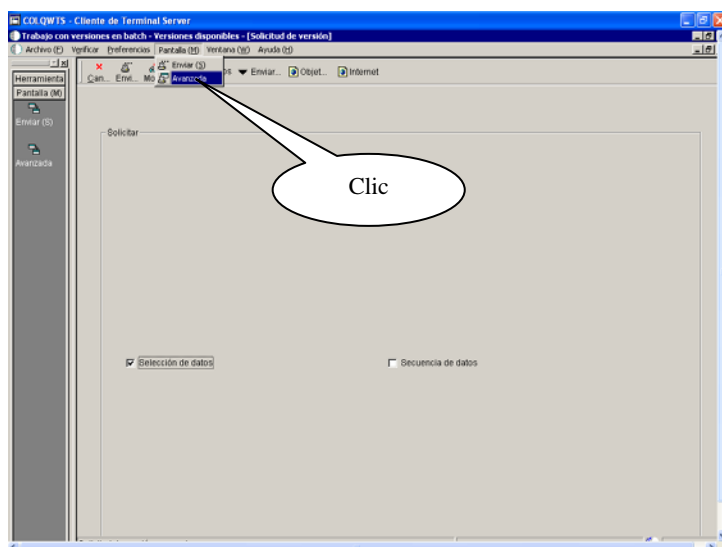 COLQWTS - Cliente de Terminal Server
Trabajo con versiones en batch - Versiones disponibles - [Solicitud de versión]
Archivo (F) Verificar Preferencias Pantalla (M) Ventana (W) Ayuda (H)
Herramienta
Can... Envi... Mo
Enviar (S)
Avanzada
Enviar... Objet... Internet
Pantalla (M)
Enviar (S)
Avanzada
Solicitar
Clic
Selección de datos
Secuencia de datos